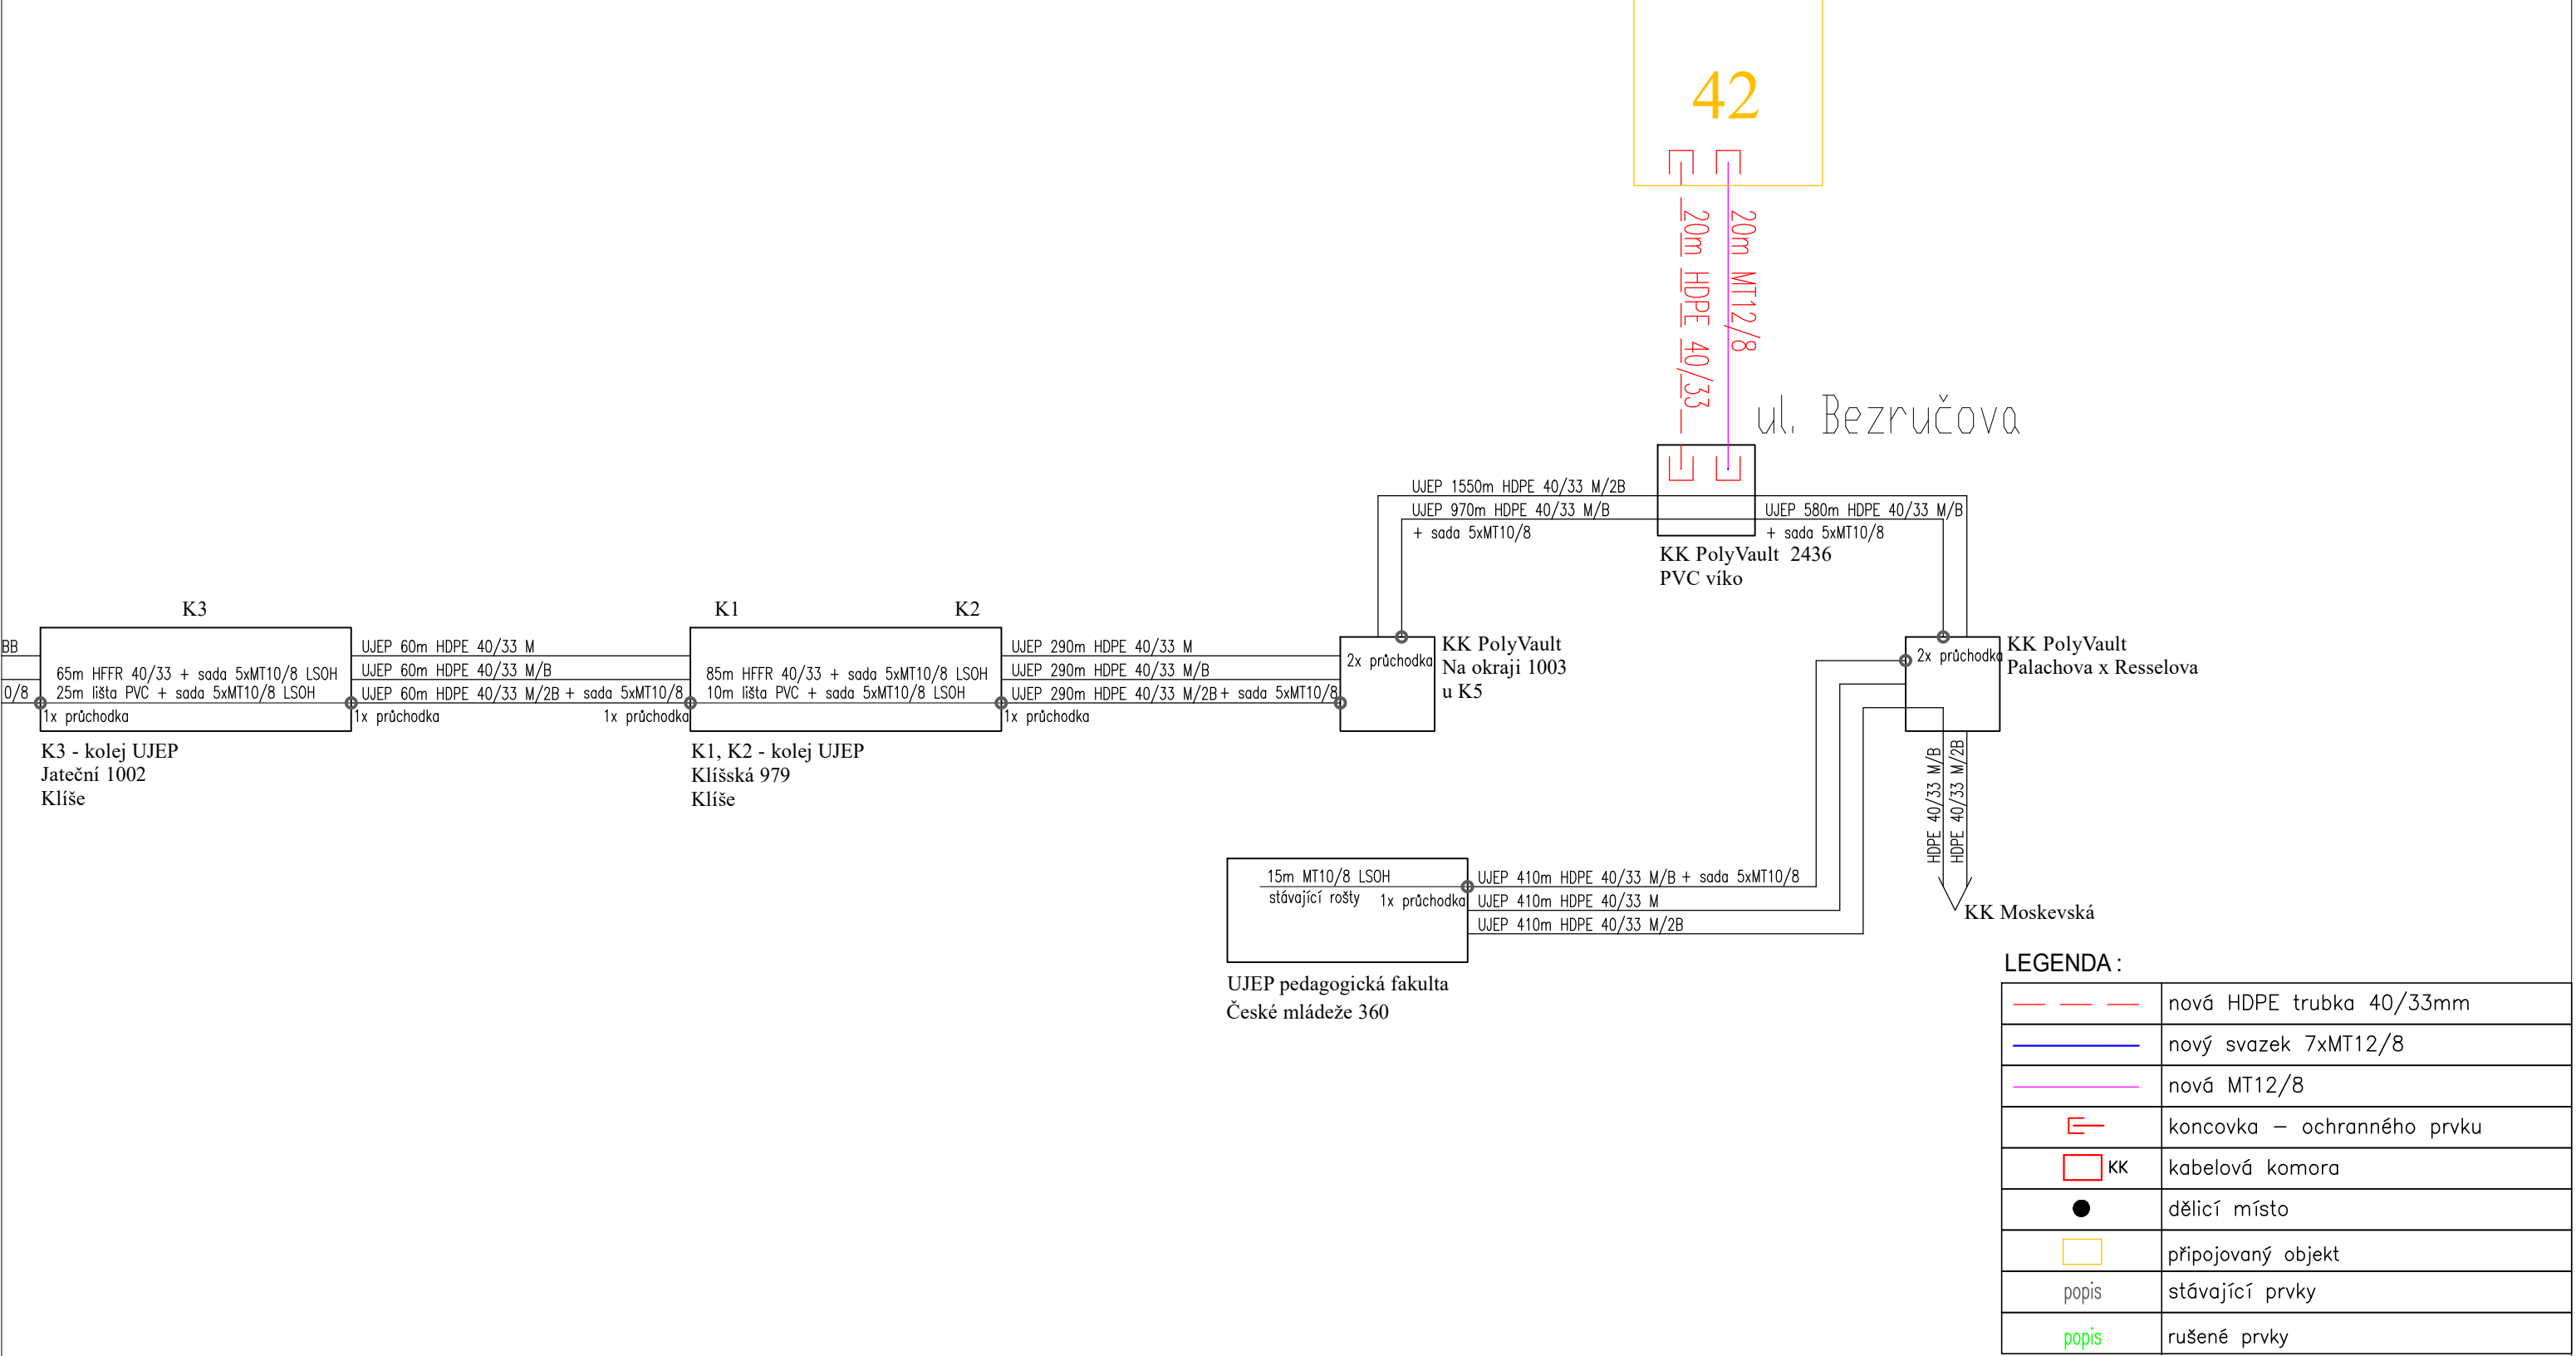 42
20m HDPE 40/33
20m MT12/8
ul. Bezručova
UJEP 1550m HDPE 40/33 M/2B
UJEP 970m HDPE 40/33 M/B
+ sada 5xMT10/8
UJEP 580m HDPE 40/33 M/B
+ sada 5xMT10/8
KK PolyVault 2436
PVC víko
BB
0/8
K3
65m HFFR 40/33 + sada 5xMT10/8 LSOH
25m lišta PVC + sada 5xMT10/8 LSOH
1x průchodka
K3 - kolej UJEP
Jateční 1002
Klíše
UJEP 60m HDPE 40/33 M
UJEP 60m HDPE 40/33 M/B
UJEP 60m HDPE 40/33 M/2B + sada 5xMT10/8
1x průchodka
1x průchodka
K1
K2
85m HFFR 40/33 + sada 5xMT10/8 LSOH
10m lišta PVC + sada 5xMT10/8 LSOH
K1, K2 - kolej UJEP
Klíšská 979
Klíše
UJEP 290m HDPE 40/33 M
UJEP 290m HDPE 40/33 M/B
UJEP 290m HDPE 40/33 M/2B + sada 5xMT10/8
1x průchodka
2x průchodka
KK PolyVault
Na okraji 1003
u K5
2x průchodka
KK PolyVault
Palachova x Resselova
HDPE 40/33 M/B
HDPE 40/33 M/2B
KK Moskevská
15m MT10/8 LSOH
stávající rošty
1x průchodka
UJEP 410m HDPE 40/33 M/B + sada 5xMT10/8
UJEP 410m HDPE 40/33 M
UJEP 410m HDPE 40/33 M/2B
UJEP pedagogická fakulta
České mládeže 360
LEGENDA :
nová HDPE trubka 40/33mm
nový svazek 7xMT12/8
nová MT12/8
koncovka – ochranného prvku
KK kabelová komora
dělicí místo
připojovaný objekt
popis stávající prvky
popis rušené prvky